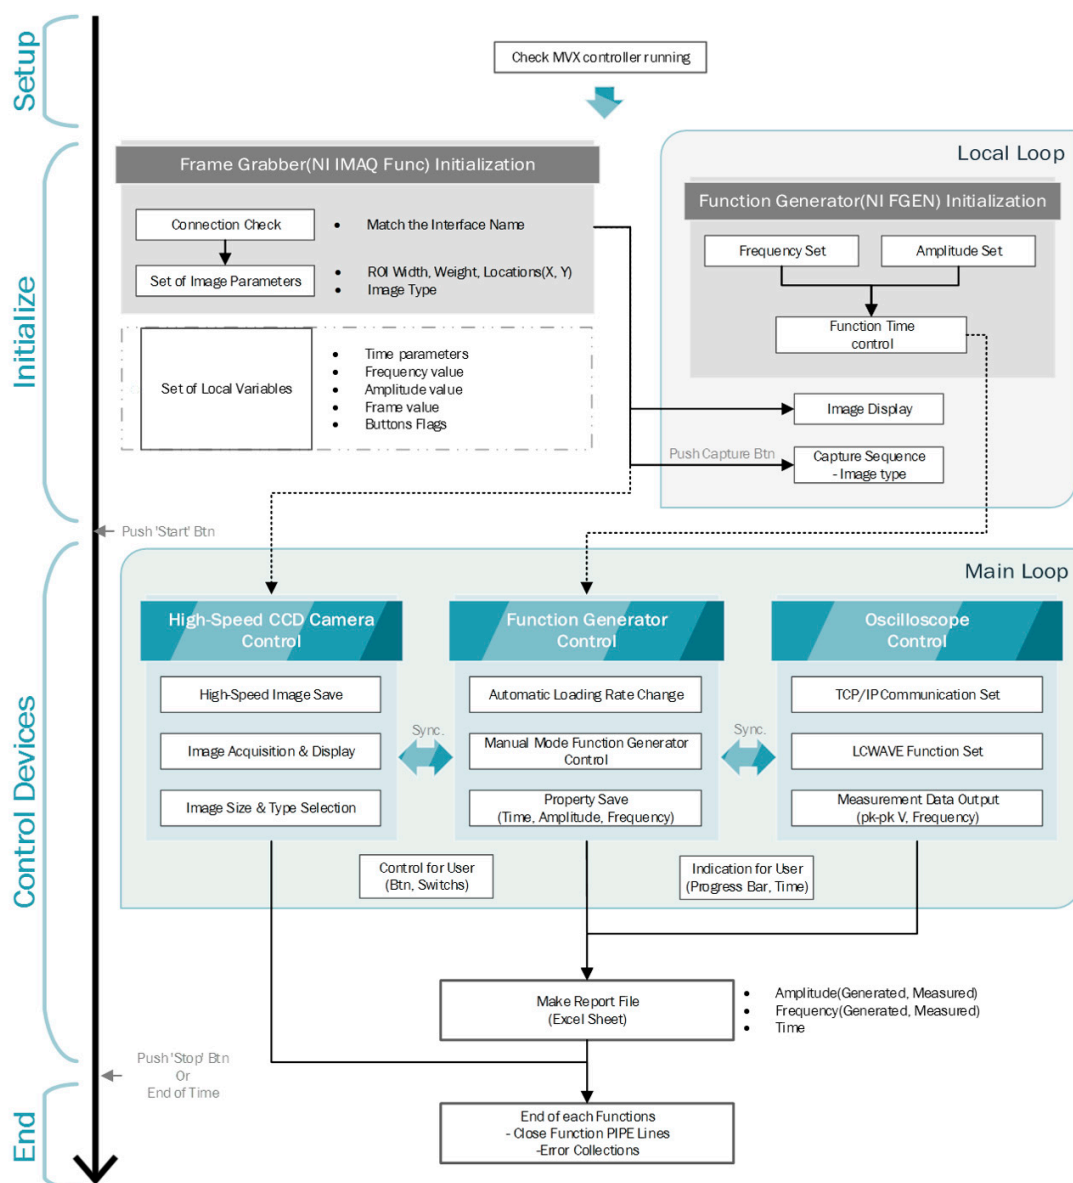 Setup
Check MVX controller running
Initialize
Frame Grabber(NI IMAQ Func) Initialization
Connection Check
• Match the Interface Name
Set of Image Parameters
• ROI Width, Weight, Locations(X, Y)
• Image Type
Set of Local Variables
• Time parameters
• Frequency value
• Amplitude value
• Frame value
• Buttons Flags
Local Loop
Function Generator(NI FGEN) Initialization
Frequency Set
Amplitude Set
Function Time
control
Image Display
Push Capture Btn
Capture Sequence
- Image type
Push 'Start' Btn
Control Devices
Main Loop
High-Speed CCD Camera
Control
High-Speed Image Save
Image Acquisition & Display
Image Size & Type Selection
Sync.
Function Generator
Control
Automatic Loading Rate Change
Manual Mode Function Generator
Control
Property Save
(Time, Amplitude, Frequency)
Sync.
Oscilloscope
Control
TCP/IP Communication Set
LCWAVE Function Set
Measurement Data Output
(pk-pk V, Frequency)
Control for User
(Btn, Switchs)
Indication for User
(Progress Bar, Time)
Make Report File
(Excel Sheet)
• Amplitude(Generated, Measured)
• Frequency(Generated, Measured)
• Time
Push 'Stop' Btn
Or
End of Time
End
End of each Functions
- Close Function PIPE Lines
-Error Collections